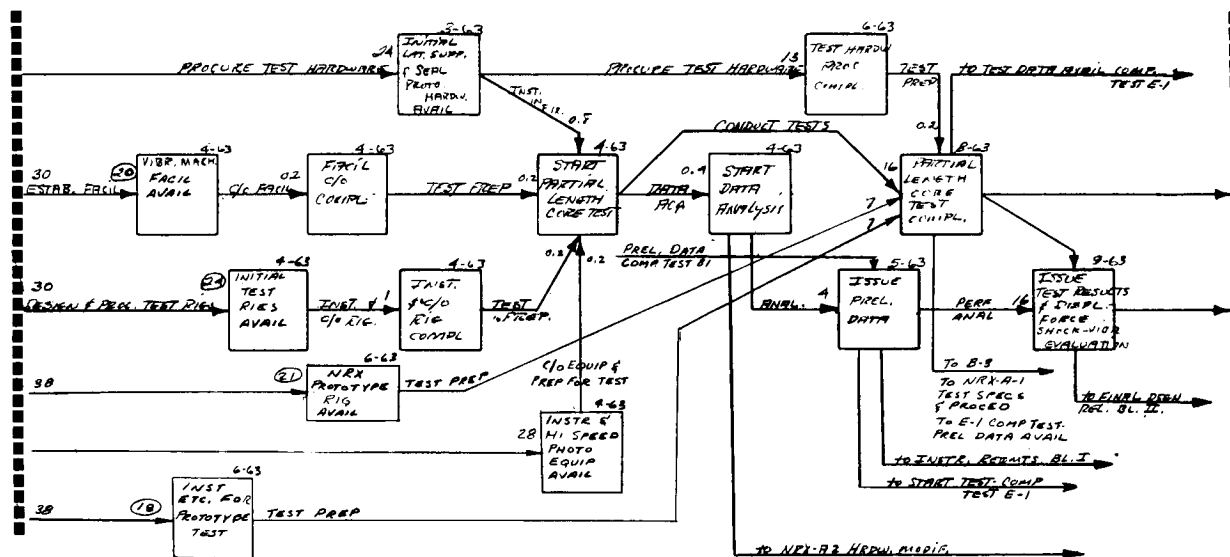 3-63
24
INITIAL
LAT. SUPP.
& SEAL
PROTO
HARDW.
AVAIL
PROCURE TEST HARDWARE
PROCURE TEST HARDWARE
13
6-63
TEST HARDW
PROC
COMPL.
TEST
PREP
0.2
to TEST DATA AVAIL COMP.
TEST E-1
INST.
IN
0.8
30
ESTAB. FACIL
20
4-63
VIBR. MACH.
FACIL
AVAIL
0.2
C/O FACIL
4-63
FACIL
C/O
COMPL.
TEST PREP
0.2
4-63
START
PARTIAL
LENGTH
CORE TEST
CONDUCT TESTS
0.4
DATA
ACQ
4-63
START
DATA
ANALYSIS
16
7
7
8-63
PARTIAL
LENGTH
CORE
TEST
COMPL.
30
DESIGN & PROC. TEST RIGS
24
4-63
INITIAL
TEST
RIGS
AVAIL
1
INST. &
C/O RIG.
4-63
INST.
& C/O
RIG
COMPL
TEST
PREP.
0.2
0.2
PREL. DATA
COMP TEST B1
ANAL.
4
5-63
ISSUE
PREL.
DATA
PERF
ANAL
16
9-63
ISSUE
TEST RESULTS
& DISPL.
FORCE
SHOCK-VIBR
EVALUATION
38
21
6-63
NRX
PROTOTYPE
RIG
AVAIL
TEST PREP
C/O EQUIP &
PREP FOR TEST
TO B-3
TO NRX-A-1
TEST SPECS
& PROCED
TO E-1 COMP TEST-
PREL DATA AVAIL
to FINAL DSGN
REL. BL. II.
28
4-63
INSTR &
HI SPEED
PHOTO
EQUIP
AVAIL
to INSTR. REQMTS. BL. I
to START TEST-COMP
TEST E-1
38
18
6-63
INST
ETC. FOR
PROTOTYPE
TEST
TEST PREP
to NRX-A2 HRDW. MODIF.